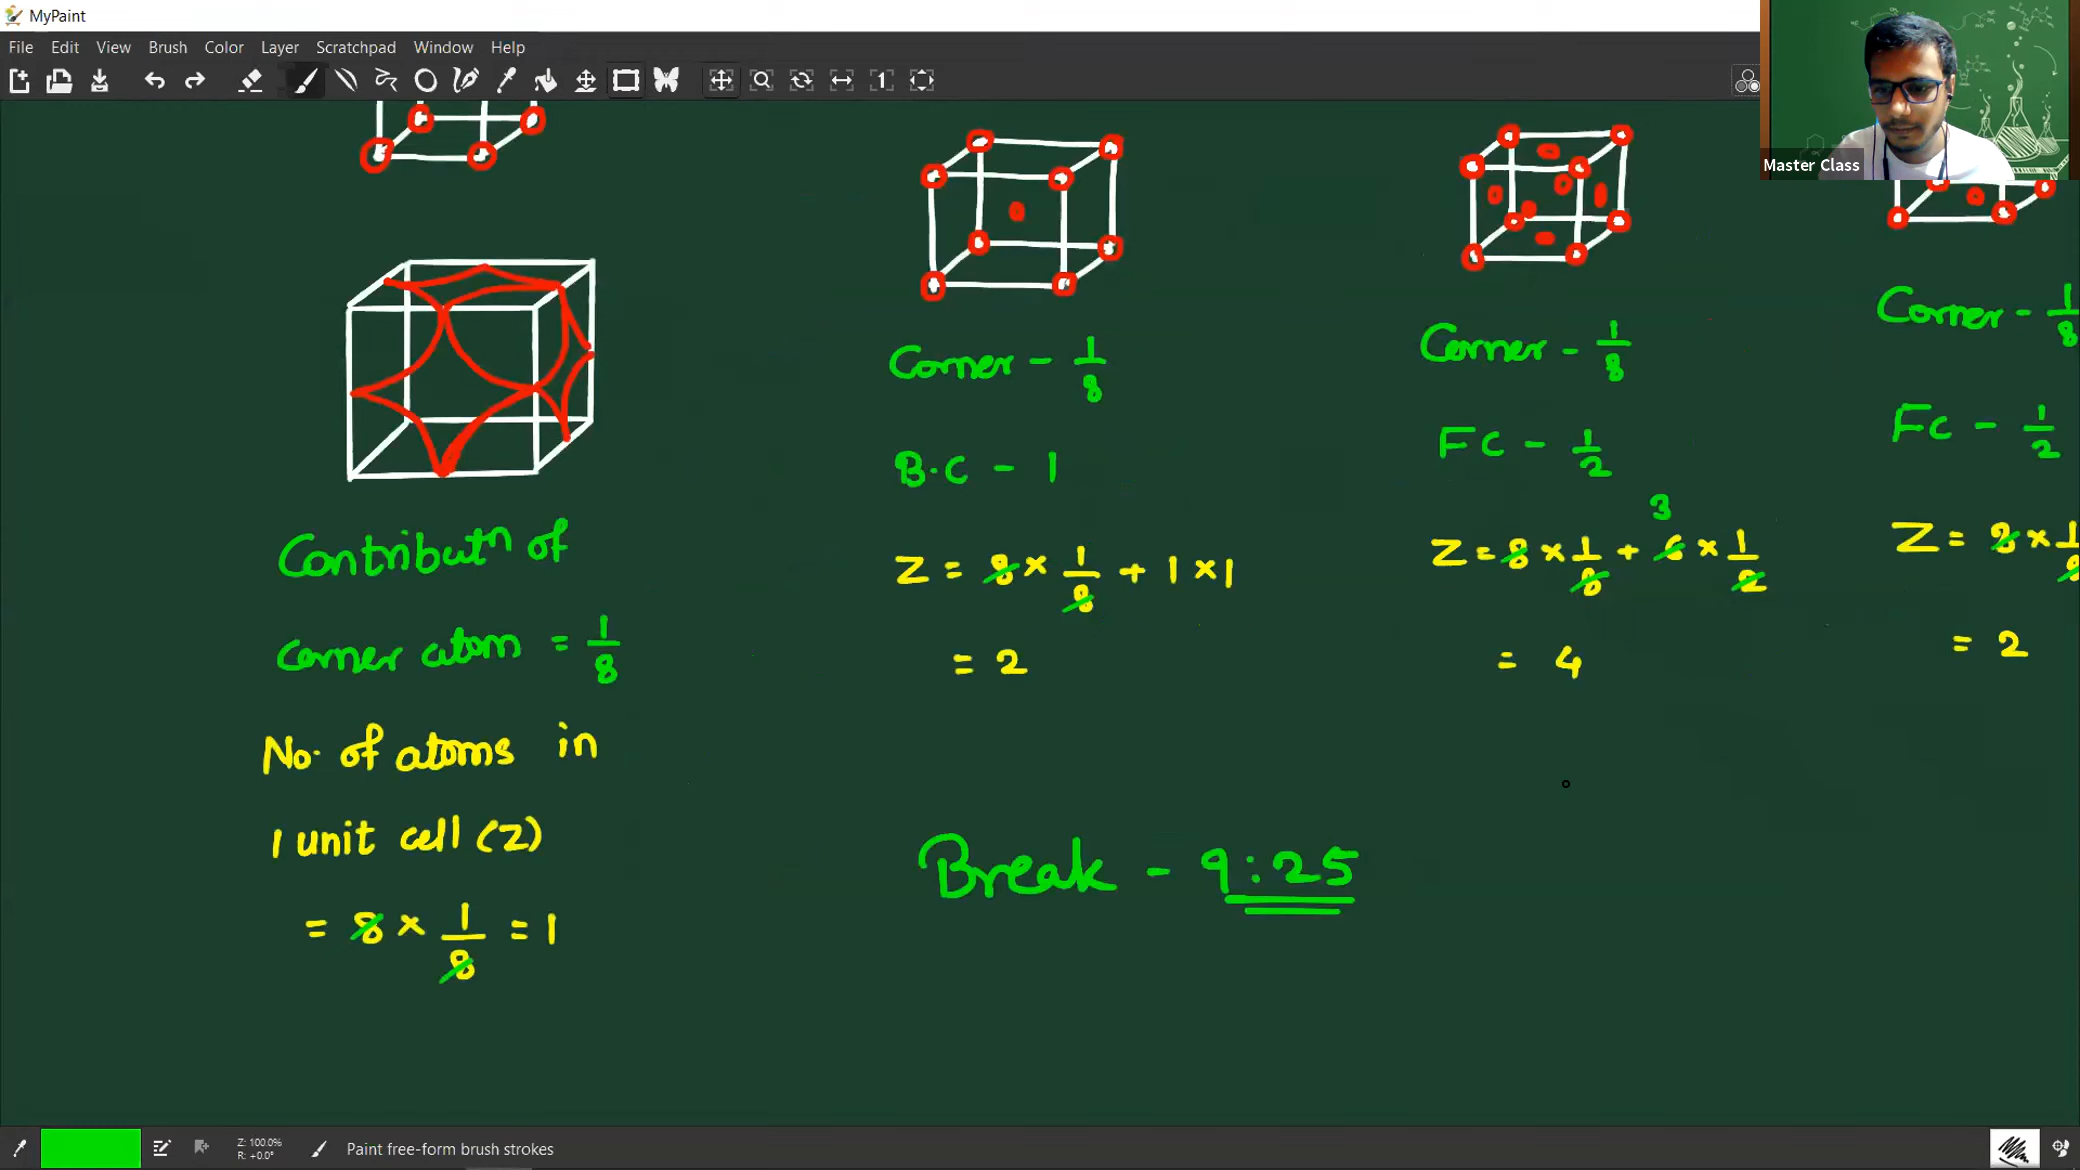 MyPaint
File Edit View Brush Color Layer Scratchpad Window Help
Master Class
Contributn of
corner atom = 1/8
No. of atoms in
1 unit cell (Z)
= 8 × 1/8 = 1
Corner - 1/8
B.C - 1
Z = 8 × 1/8 + 1 × 1
= 2
Break - 9:25
Corner - 1/8
FC - 1/2
3
Z = 8 × 1/8 + 6 × 1/2
= 4
Corner - 1/8
FC - 1/2
Z = 8 × 1/8
= 2
Z: 100.0%
R: +0.0°
Paint free-form brush strokes